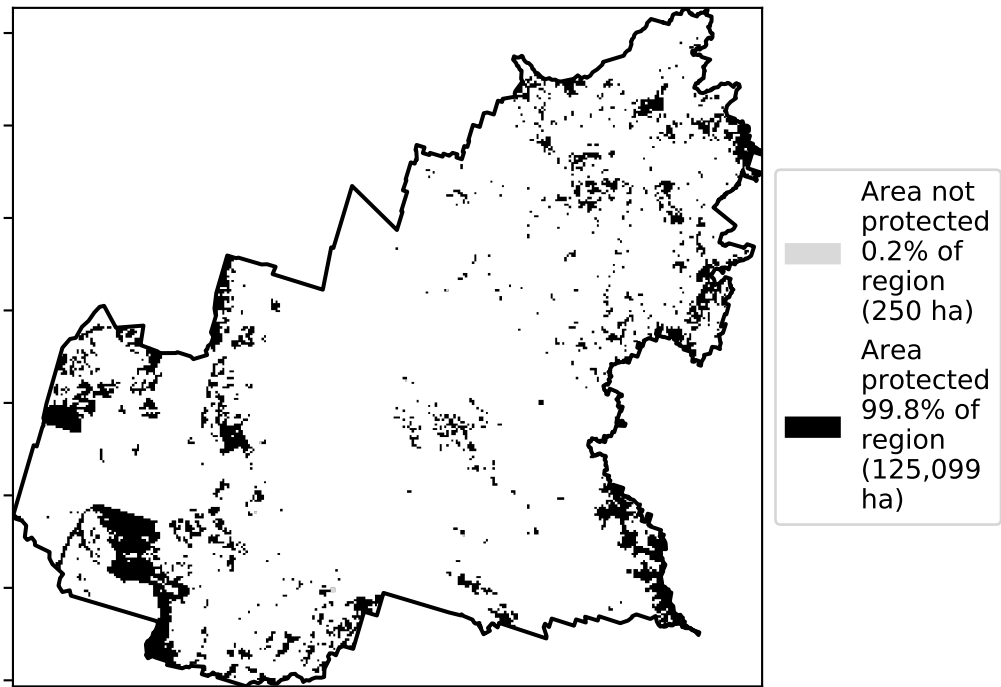 Area not
protected
0.2% of
region
(250 ha)
Area
protected
99.8% of
region
(125,099
ha)